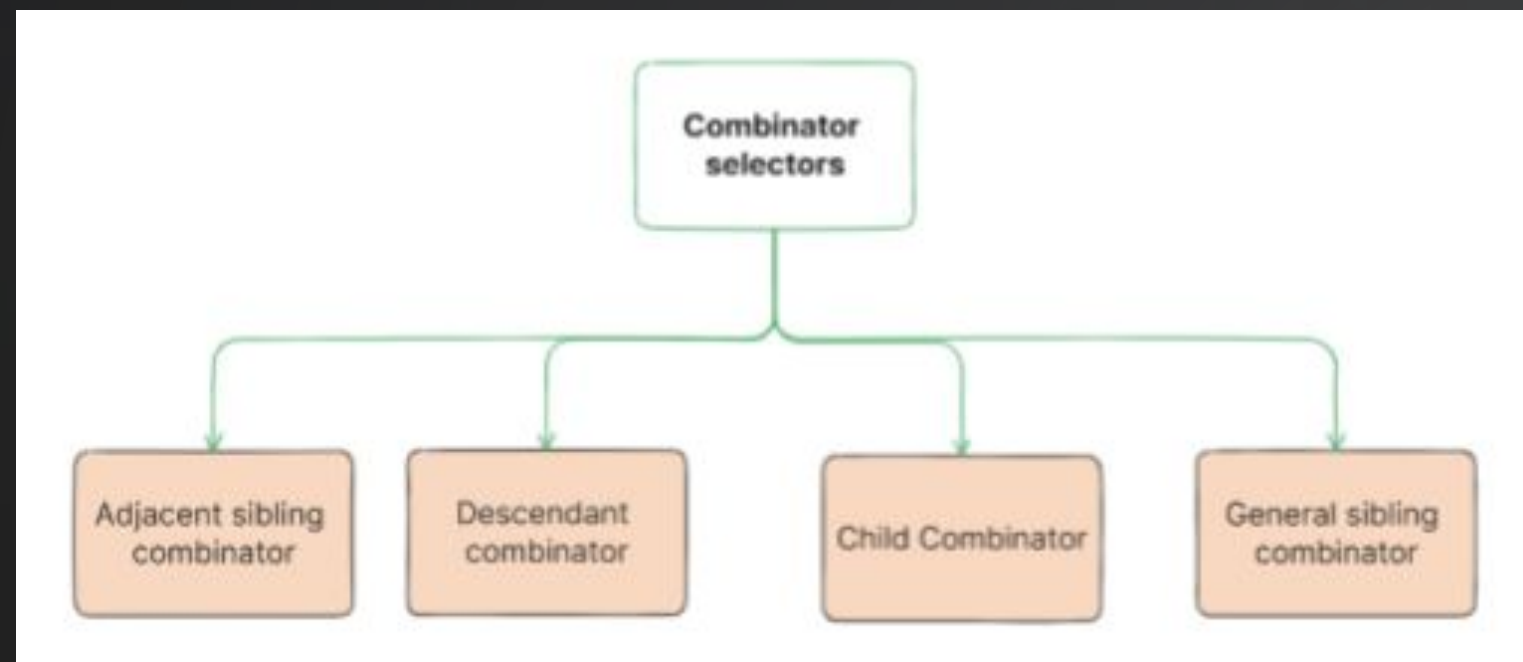 Combinator
selectors
Adjacent sibling
combinator
Descendant
combinator
Child Combinator
General sibling
combinator